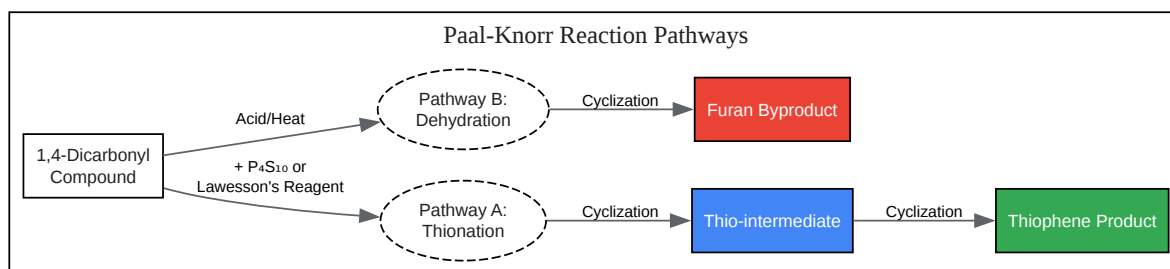 Paal-Knorr Reaction Pathways
1,4-Dicarbonyl
Compound
Acid/Heat
Pathway B:
Dehydration
Cyclization
Furan Byproduct
+ P₄S₁₀ or
Lawesson's Reagent
Pathway A:
Thionation
Cyclization
Thio-intermediate
Cyclization
Thiophene Product